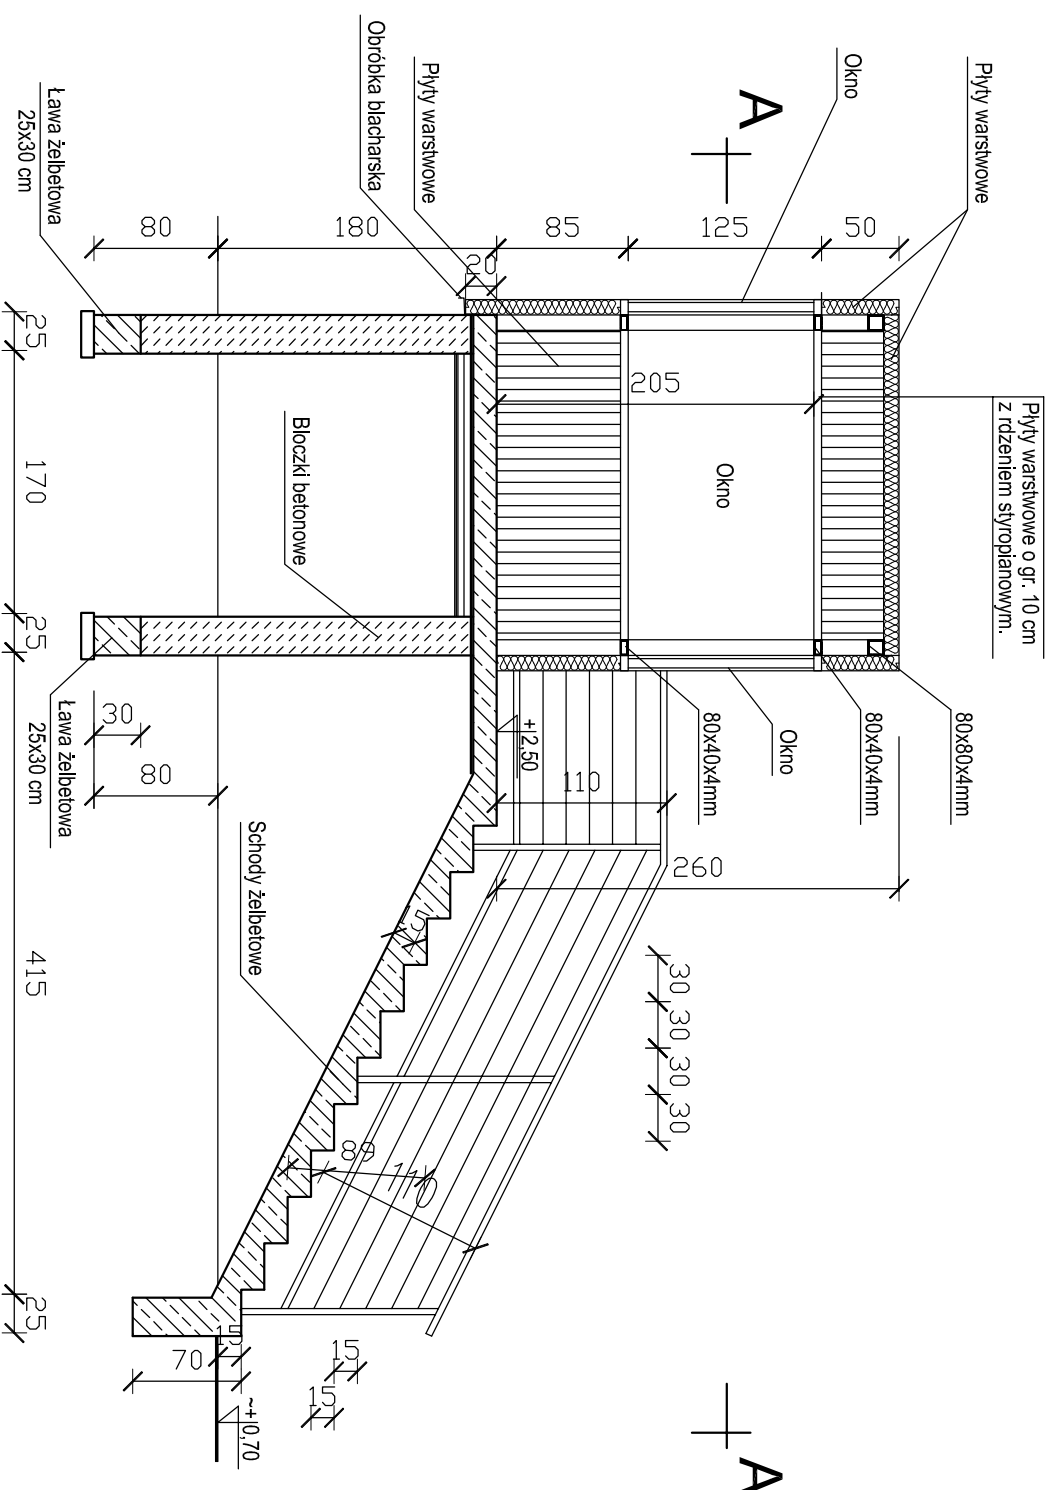 A
A
Płyty warstwowe
Okno
Płyty warstwowe
Obróbka blacharska
Ława żelbetowa
25x30 cm
Płyty warstwowe o gr. 10 cm
z rdzeniem styropianowym.
50
125
85
180
80
20
205
Okno
Bloczki betonowe
80x80x4mm
80x40x4mm
Okno
80x40x4mm
+2,50
110
260
30
80
Ława żelbetowa
25x30 cm
Schody żelbetowe
15
30
30
30
30
89
110
15
15
15
70
~+0,70
25
170
25
415
25